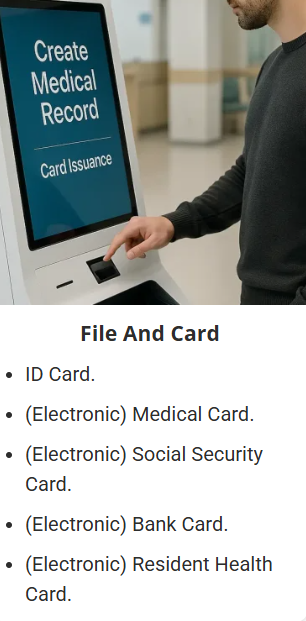 Create
Medical
Record
Card Issuance
File And Card
• ID Card.
• (Electronic) Medical Card.
• (Electronic) Social Security
Card.
• (Electronic) Bank Card.
• (Electronic) Resident Health
Card.